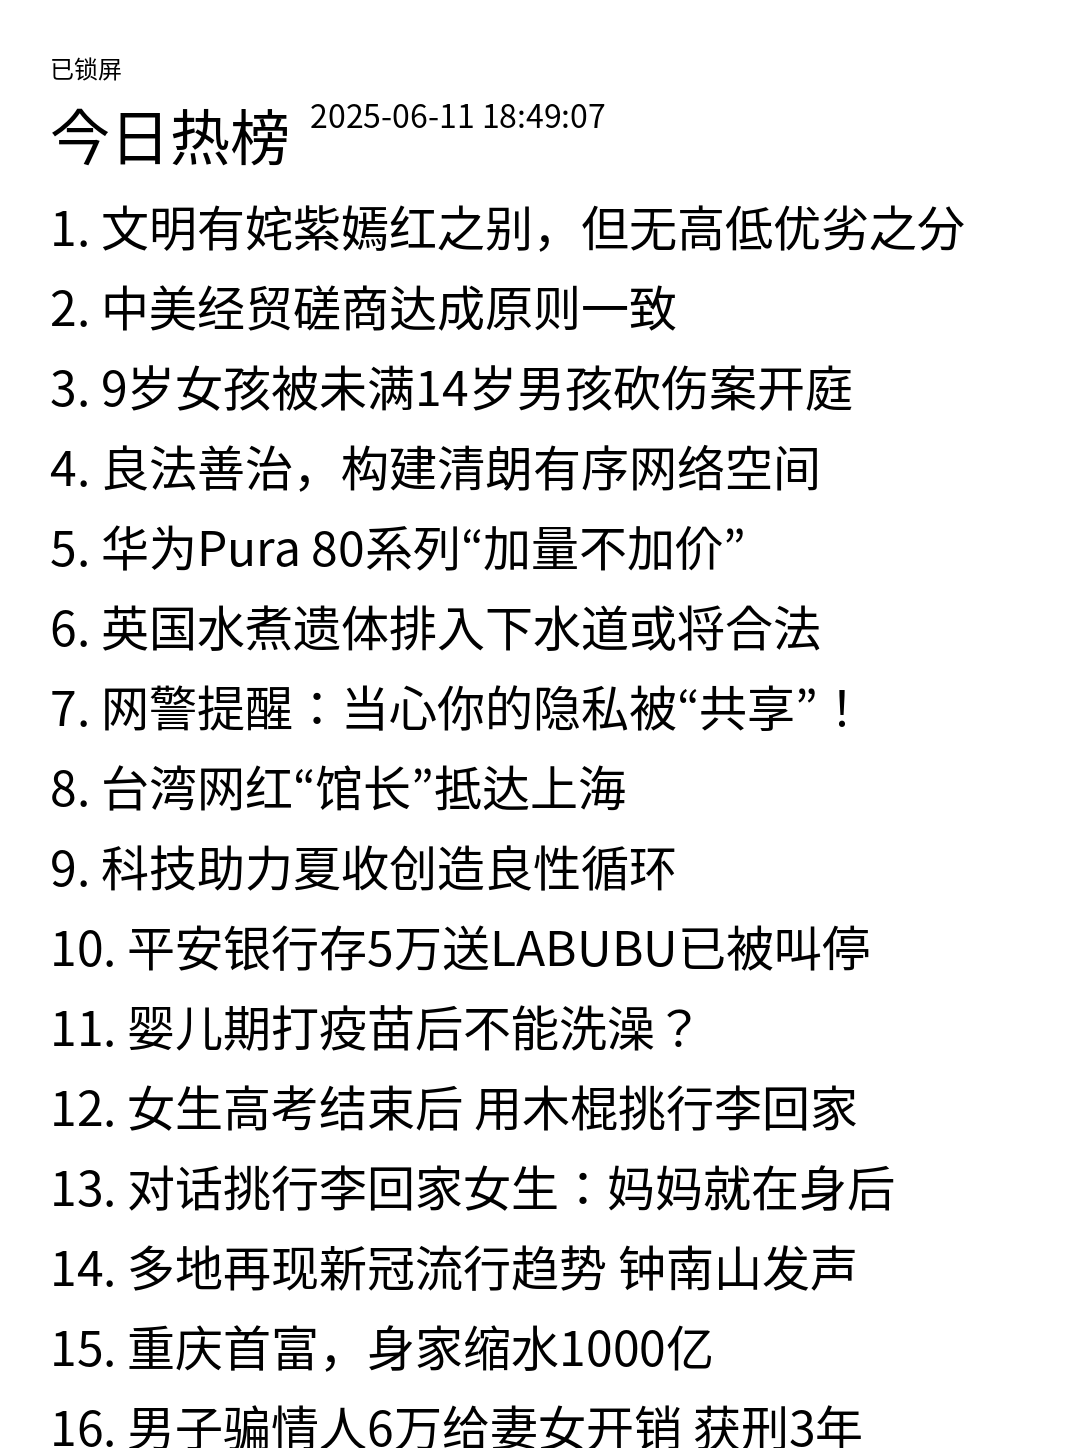 已锁屏
今日热榜 2025-06-11 18:49:07
1. 文明有姹紫嫣红之别，但无高低优劣之分
2. 中美经贸磋商达成原则一致
3. 9岁女孩被未满14岁男孩砍伤案开庭
4. 良法善治，构建清朗有序网络空间
5. 华为Pura 80系列“加量不加价”
6. 英国水煮遗体排入下水道或将合法
7. 网警提醒：当心你的隐私被“共享”！
8. 台湾网红“馆长”抵达上海
9. 科技助力夏收创造良性循环
10. 平安银行存5万送LABUBU已被叫停
11. 婴儿期打疫苗后不能洗澡？
12. 女生高考结束后 用木棍挑行李回家
13. 对话挑行李回家女生：妈妈就在身后
14. 多地再现新冠流行趋势 钟南山发声
15. 重庆首富，身家缩水1000亿
16. 男子骗情人6万给妻女开销 获刑3年